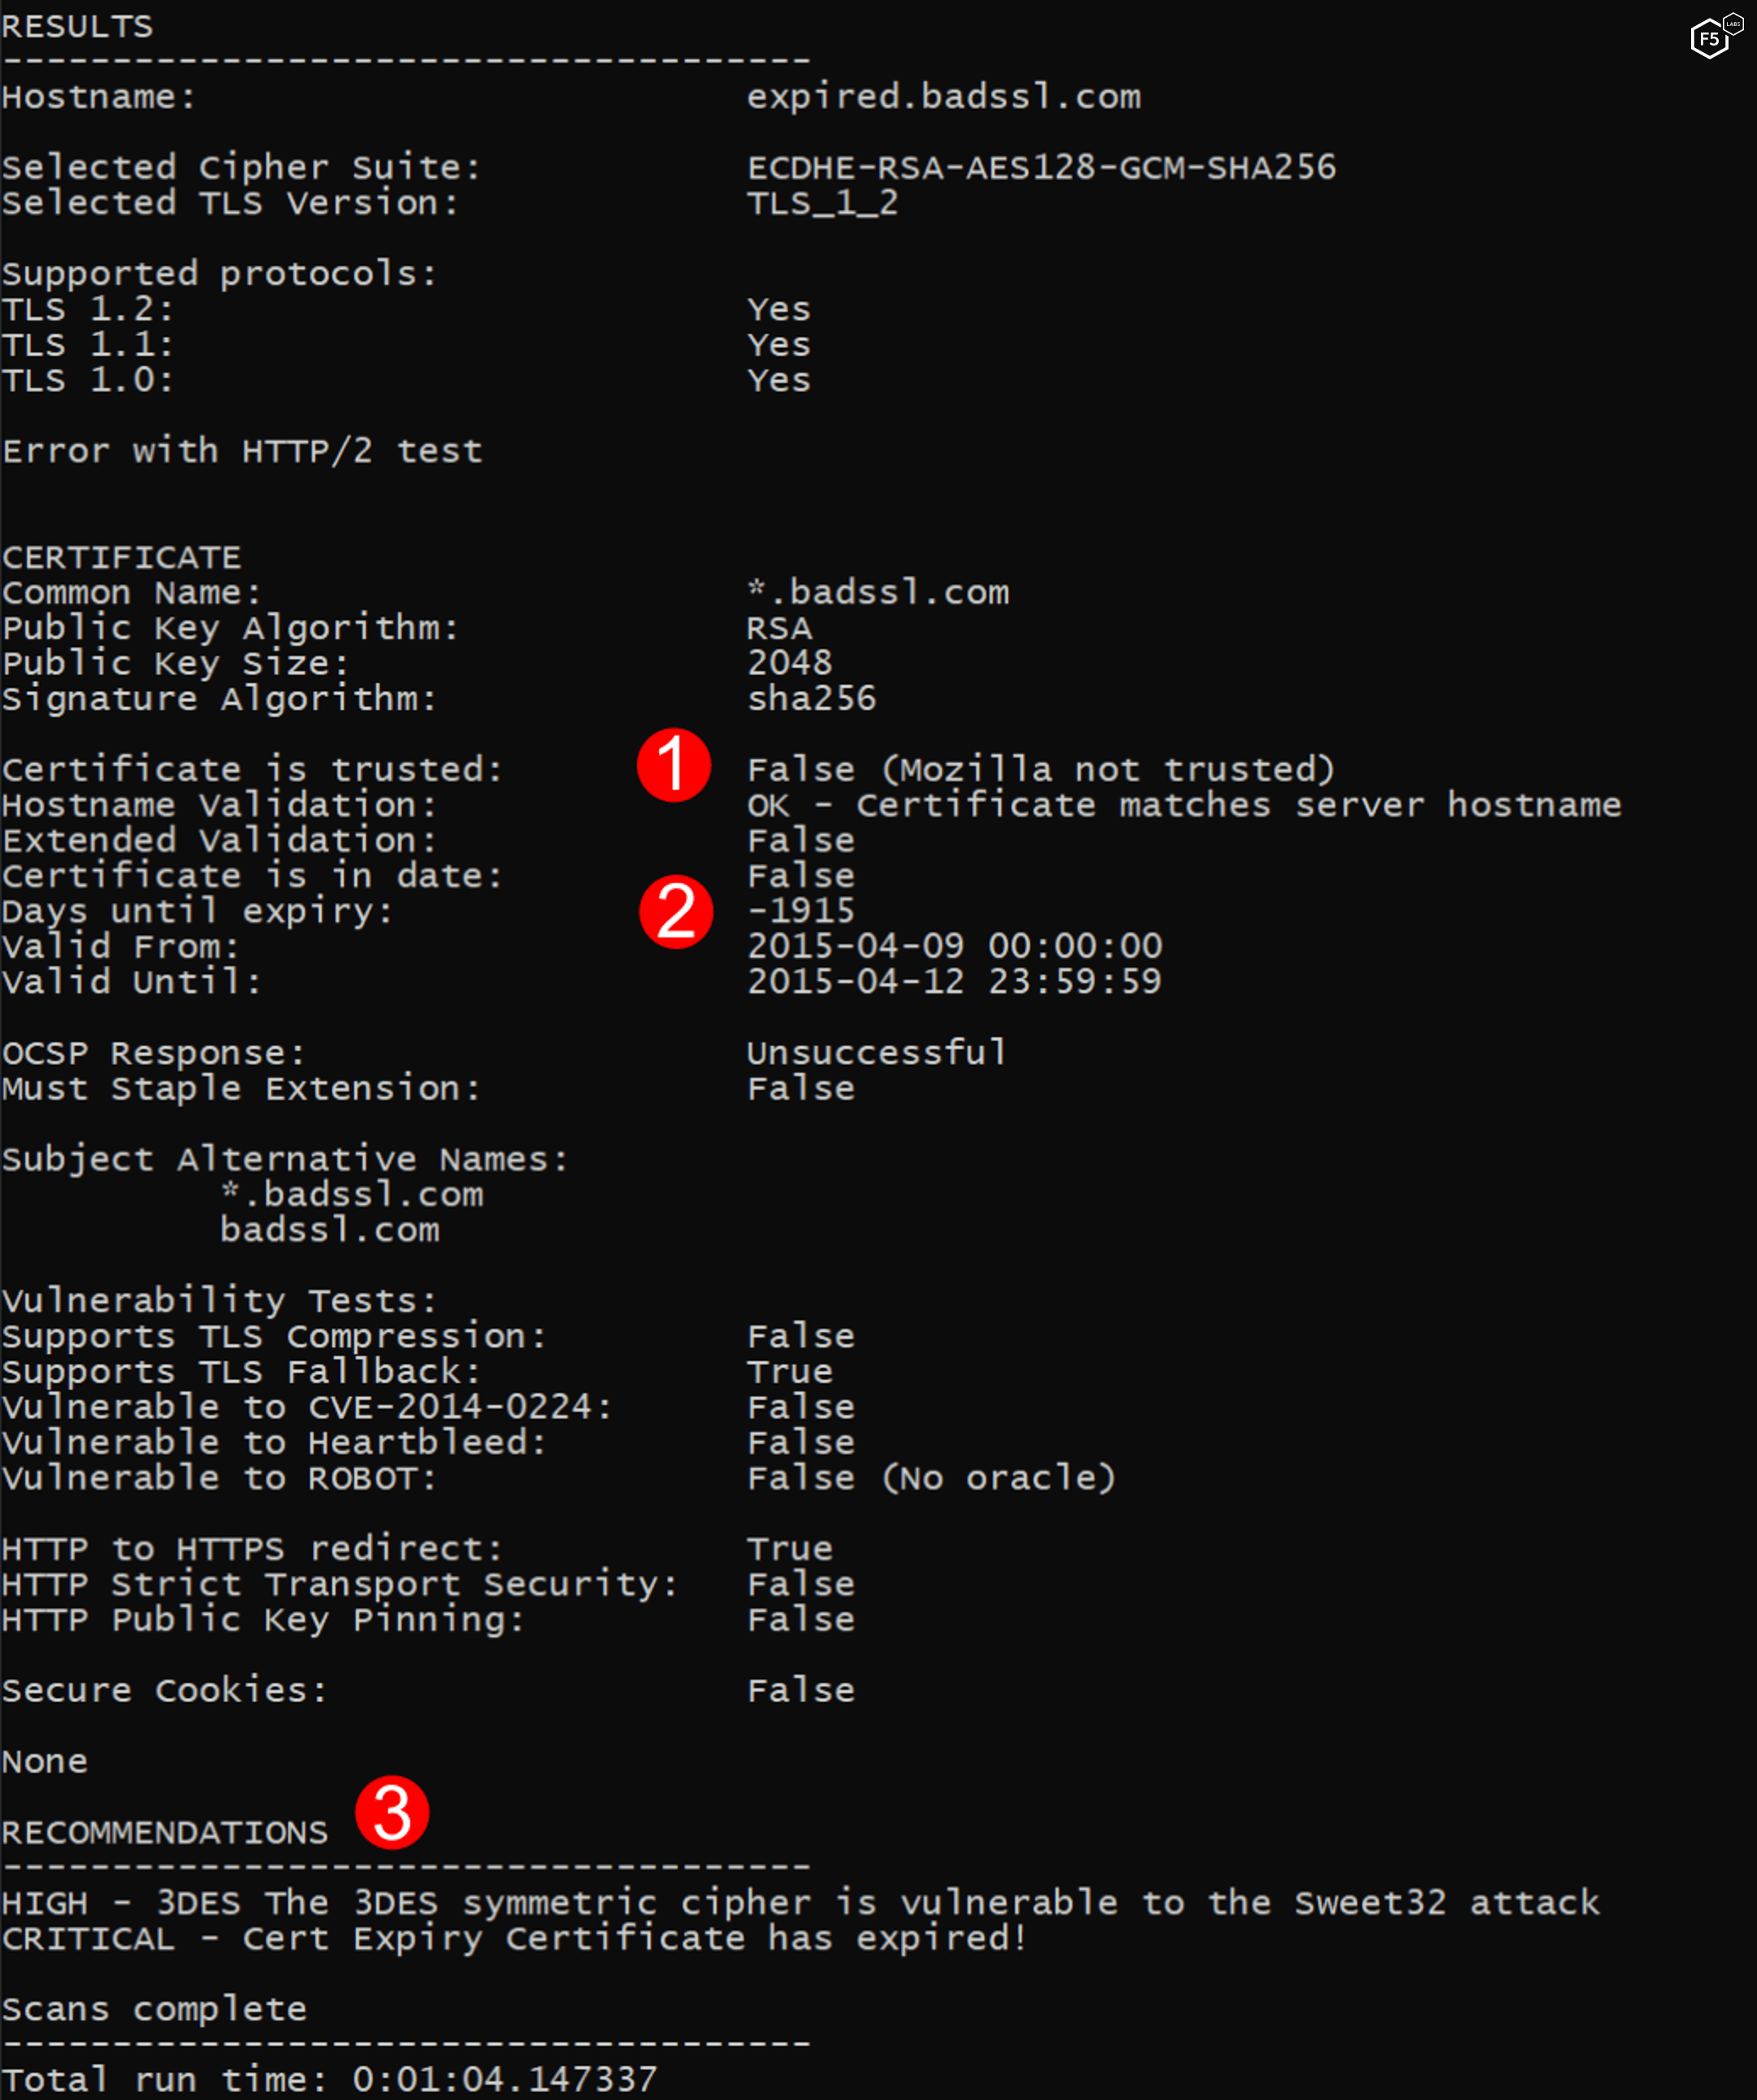 F5 LABS
RESULTS
-------------------------------------
Hostname: expired.badssl.com
Selected Cipher Suite: ECDHE-RSA-AES128-GCM-SHA256
Selected TLS Version: TLS_1_2
Supported protocols:
TLS 1.2: Yes
TLS 1.1: Yes
TLS 1.0: Yes
Error with HTTP/2 test
CERTIFICATE
Common Name: *.badssl.com
Public Key Algorithm: RSA
Public Key Size: 2048
Signature Algorithm: sha256
Certificate is trusted: 1 False (Mozilla not trusted)
Hostname Validation: OK - Certificate matches server hostname
Extended Validation: False
Certificate is in date: False
Days until expiry: 2 -1915
Valid From: 2015-04-09 00:00:00
Valid Until: 2015-04-12 23:59:59
OCSP Response: Unsuccessful
Must Staple Extension: False
Subject Alternative Names:
*.badssl.com
badssl.com
Vulnerability Tests:
Supports TLS Compression: False
Supports TLS Fallback: True
Vulnerable to CVE-2014-0224: False
Vulnerable to Heartbleed: False
Vulnerable to ROBOT: False (No oracle)
HTTP to HTTPS redirect: True
HTTP Strict Transport Security: False
HTTP Public Key Pinning: False
Secure Cookies: False
None
RECOMMENDATIONS 3
-------------------------------------
HIGH - 3DES The 3DES symmetric cipher is vulnerable to the Sweet32 attack
CRITICAL - Cert Expiry Certificate has expired!
Scans complete
-------------------------------------
Total run time: 0:01:04.147337